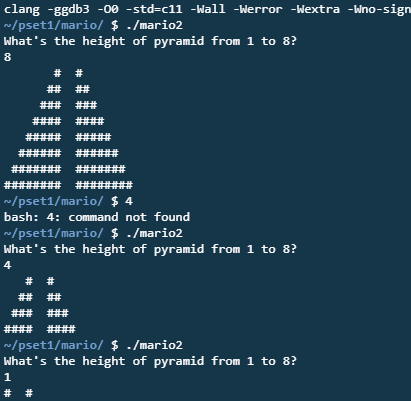 clang -ggdb3 -O0 -std=c11 -Wall -Werror -Wextra -Wno-sign
~/pset1/mario/ $ ./mario2
What's the height of pyramid from 1 to 8?
8
       #  #
      ##  ##
     ###  ###
    ####  ####
   #####  #####
  ######  ######
 #######  #######
########  ########
~/pset1/mario/ $ 4
bash: 4: command not found
~/pset1/mario/ $ ./mario2
What's the height of pyramid from 1 to 8?
4
   #  #
  ##  ##
 ###  ###
####  ####
~/pset1/mario/ $ ./mario2
What's the height of pyramid from 1 to 8?
1
#  #